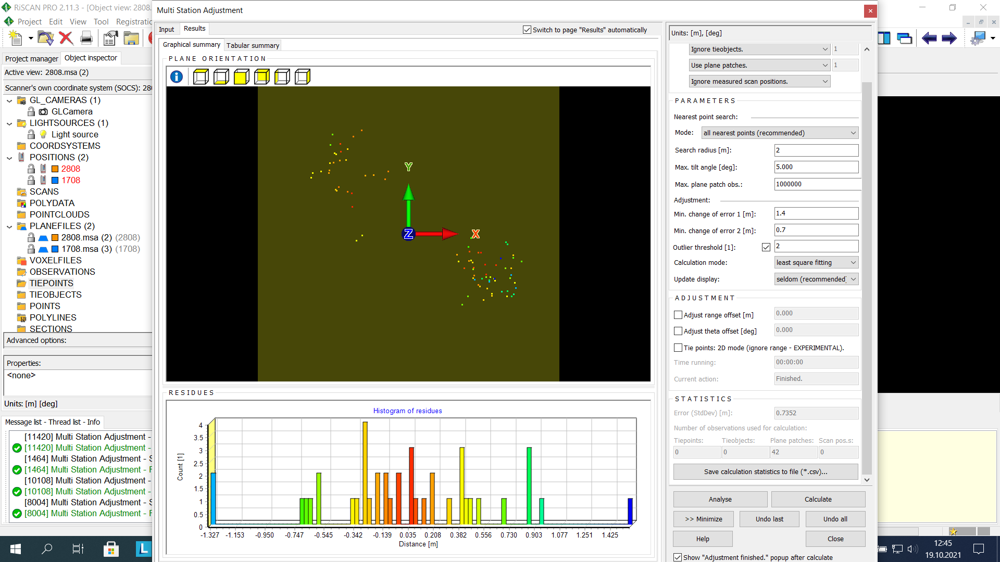 RiSCAN PRO 2.11.3 - [Object view: 2808.
Project Edit View Tool Registratio
Project manager Object inspector
Active view: 2808.msa (2)
Scanner's own coordinate system (SOCS): 280
GL_CAMERAS (1)
GLCamera
LIGHTSOURCES (1)
Light source
COORDSYSTEMS
POSITIONS (2)
2808
1708
SCANS
POLYDATA
POINTCLOUDS
PLANEFILES (2)
2808.msa (2) (2808)
1708.msa (3) (1708)
VOXELFILES
OBSERVATIONS
TIEPOINTS
TIEOBJECTS
POINTS
POLYLINES
SECTIONS
Advanced options:
Properties:
<none>
Units: [m] [deg]
Message list - Thread list - Info
[11420] Multi Station Adjustment -
[11420] Multi Station Adjustment -
[1464] Multi Station Adjustment - S
[1464] Multi Station Adjustment - F
[10108] Multi Station Adjustment -
[10108] Multi Station Adjustment -
[8004] Multi Station Adjustment - S
[8004] Multi Station Adjustment - F
Multi Station Adjustment
Input Results
Switch to page "Results" automatically
Graphical summary Tabular summary
PLANE ORIENTATION
Y
Z X
RESIDUES
Histogram of residues
Count [1]
4
3.5
3
2.5
2
1.5
1
0.5
0
-1.327 -1.153 -0.950 -0.747 -0.545 -0.342 -0.139 0.035 0.208 0.382 0.556 0.730 0.903 1.077 1.251 1.425
Distance [m]
Units: [m], [deg]
Ignore tieobjects. 1
Use plane patches. 1
Ignore measured scan positions.
PARAMETERS
Nearest point search:
Mode: all nearest points (recommended)
Search radius [m]: 2
Max. tilt angle [deg]: 5.000
Max. plane patch obs.: 1000000
Adjustment:
Min. change of error 1 [m]: 1.4
Min. change of error 2 [m]: 0.7
Outlier threshold [1]: 2
Calculation mode: least square fitting
Update display: seldom (recommended)
ADJUSTMENT
Adjust range offset [m] 0.000
Adjust theta offset [deg] 0.000
Tie points: 2D mode (ignore range - EXPERIMENTAL).
Time running: 00:00:00
Current action: Finished.
STATISTICS
Error (StdDev) [m]: 0.7352
Number of observations used for calculation:
Tiepoints: Tieobjects: Plane patches: Scan pos.s:
0 0 42 0
Save calculation statistics to file (*.csv)...
Analyse Calculate
>> Minimize Undo last Undo all
Help Close
Show "Adjustment finished." popup after calculate
L
12:45
19.10.2021